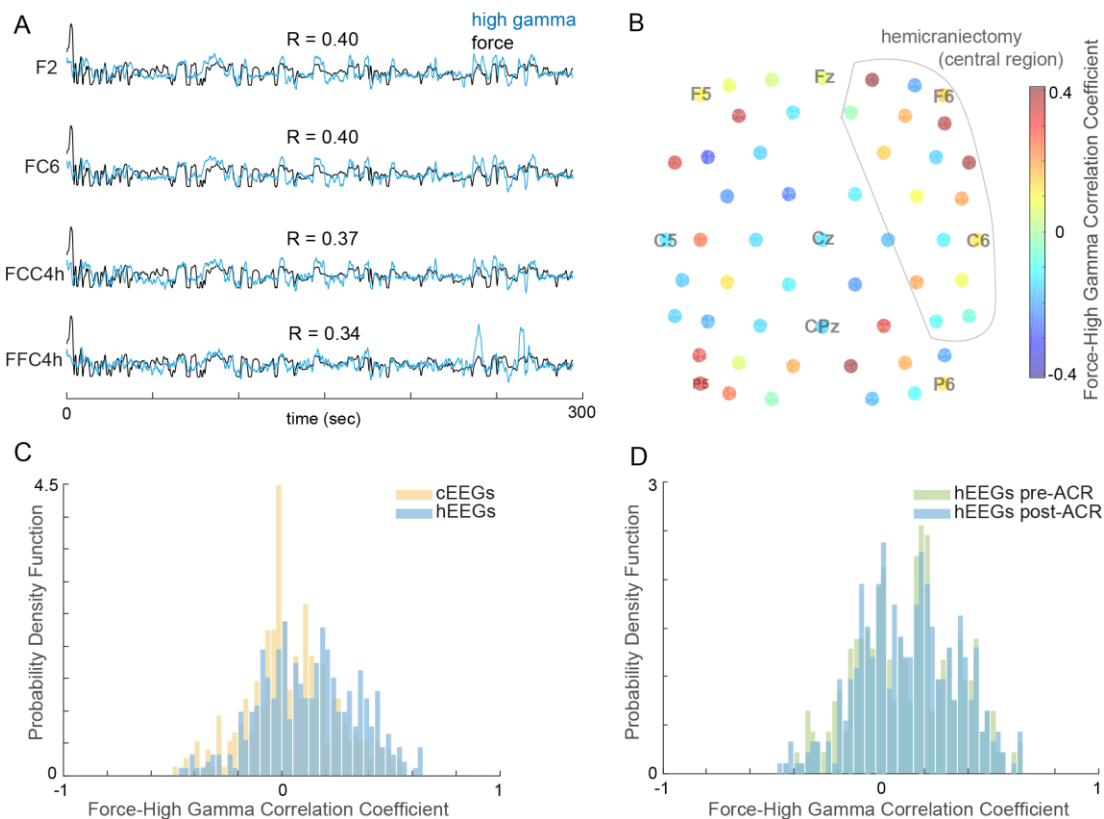 A
high gamma
force
F2
R = 0.40
FC6
R = 0.40
FCC4h
R = 0.37
FFC4h
R = 0.34
0
300
time (sec)
B
hemicraniectomy
(central region)
Fz
F5
F6
C5
Cz
C6
CPz
P5
P6
0.4
0
-0.4
Force-High Gamma Correlation Coefficient
C
4.5
cEEGs
hEEGs
Probability Density Function
0
-1
0
1
Force-High Gamma Correlation Coefficient
D
3
hEEGs pre-ACR
hEEGs post-ACR
Probability Density Function
0
-1
0
1
Force-High Gamma Correlation Coefficient